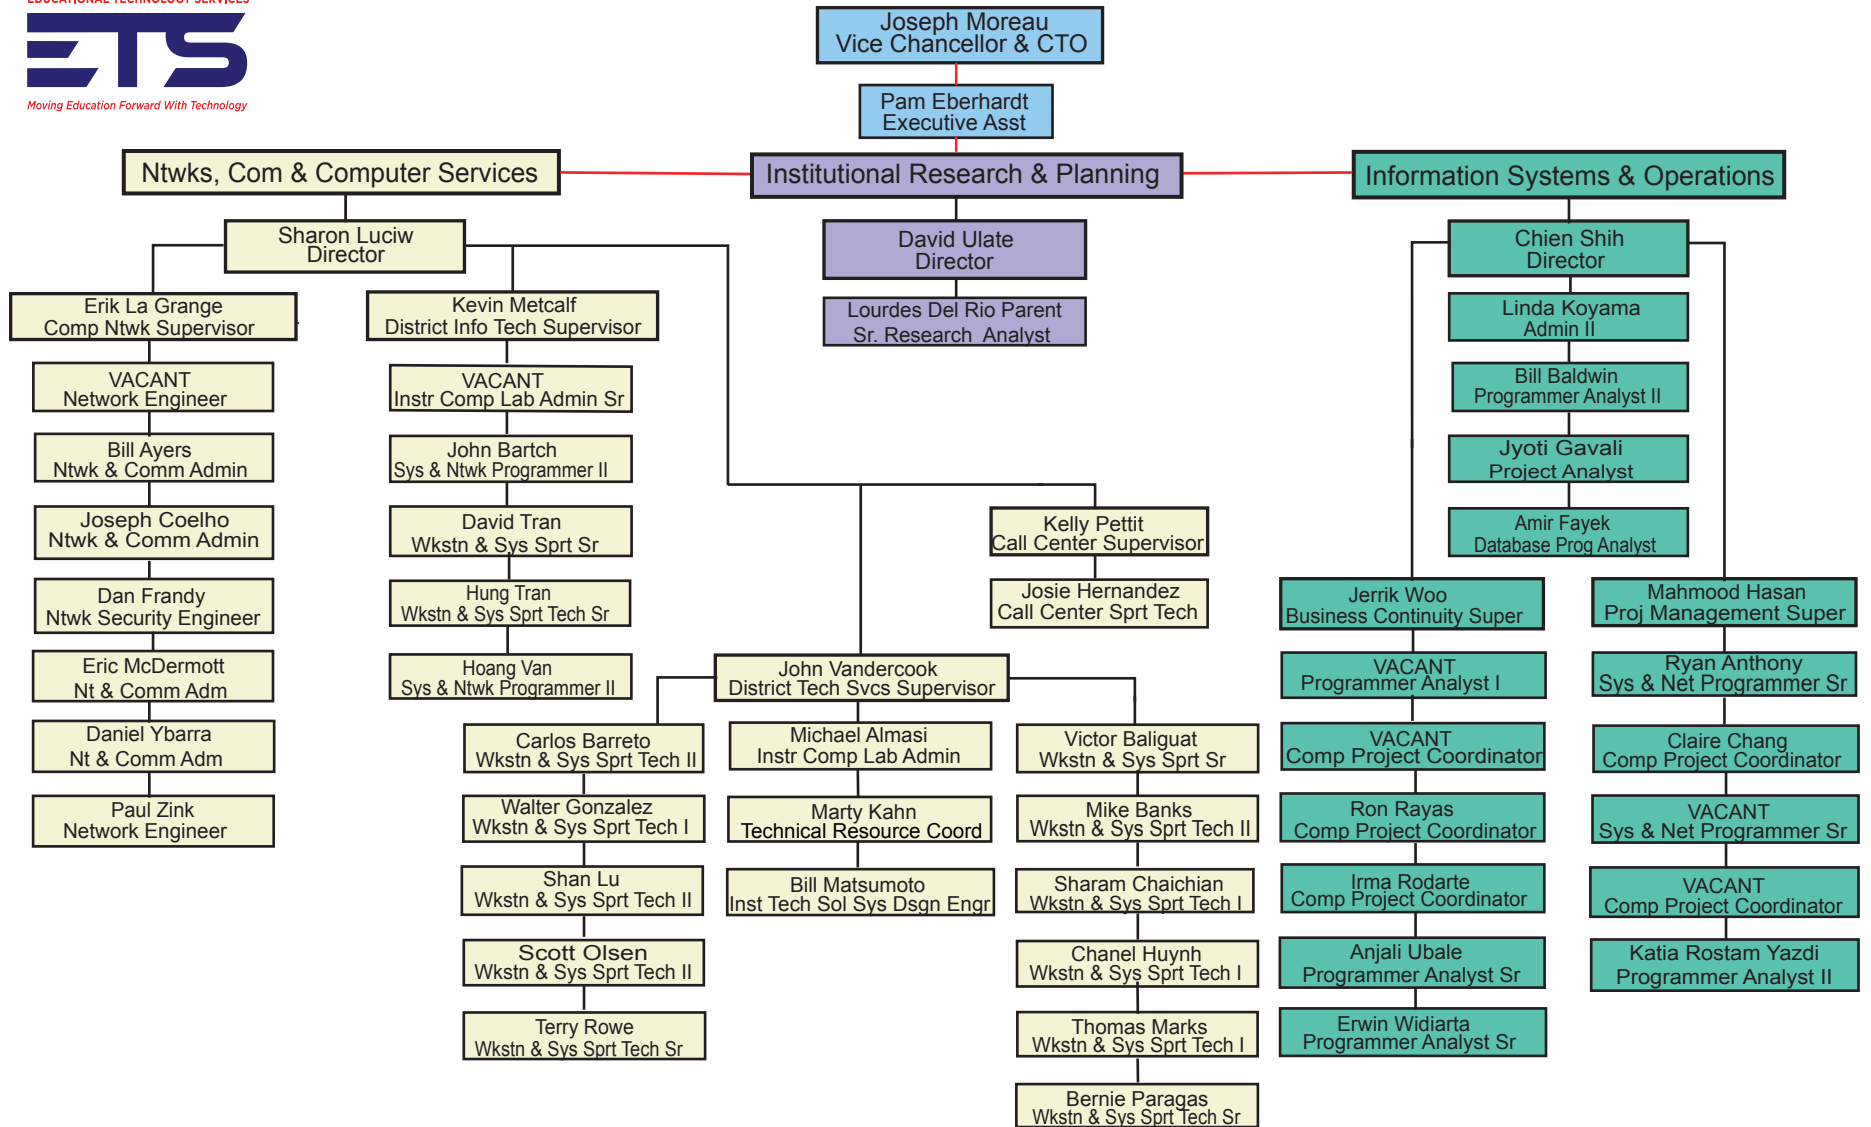 EDUCATIONAL TECHNOLOGY SERVICES
ETS
Moving Education Forward With Technology
Joseph Moreau
Vice Chancellor & CTO
Pam Eberhardt
Executive Asst
Ntwks, Com & Computer Services
Institutional Research & Planning
Information Systems & Operations
Sharon Luciw
Director
Erik La Grange
Comp Ntwk Supervisor
VACANT
Network Engineer
Bill Ayers
Ntwk & Comm Admin
Joseph Coelho
Ntwk & Comm Admin
Dan Frandy
Ntwk Security Engineer
Eric McDermott
Nt & Comm Adm
Daniel Ybarra
Nt & Comm Adm
Paul Zink
Network Engineer
Kevin Metcalf
District Info Tech Supervisor
VACANT
Instr Comp Lab Admin Sr
John Bartch
Sys & Ntwk Programmer II
David Tran
Wkstn & Sys Sprt Sr
Hung Tran
Wkstn & Sys Sprt Tech Sr
Hoang Van
Sys & Ntwk Programmer II
Kelly Pettit
Call Center Supervisor
Josie Hernandez
Call Center Sprt Tech
John Vandercook
District Tech Svcs Supervisor
Carlos Barreto
Wkstn & Sys Sprt Tech II
Walter Gonzalez
Wkstn & Sys Sprt Tech I
Shan Lu
Wkstn & Sys Sprt Tech II
Scott Olsen
Wkstn & Sys Sprt Tech II
Terry Rowe
Wkstn & Sys Sprt Tech Sr
Michael Almasi
Instr Comp Lab Admin
Marty Kahn
Technical Resource Coord
Bill Matsumoto
Inst Tech Sol Sys Dsgn Engr
Victor Baliguat
Wkstn & Sys Sprt Sr
Mike Banks
Wkstn & Sys Sprt Tech II
Sharam Chaichian
Wkstn & Sys Sprt Tech I
Chanel Huynh
Wkstn & Sys Sprt Tech I
Thomas Marks
Wkstn & Sys Sprt Tech I
Bernie Paragas
Wkstn & Sys Sprt Tech Sr
David Ulate
Director
Lourdes Del Rio Parent
Sr. Research Analyst
Chien Shih
Director
Linda Koyama
Admin II
Bill Baldwin
Programmer Analyst II
Jyoti Gavali
Project Analyst
Amir Fayek
Database Prog Analyst
Jerrik Woo
Business Continuity Super
VACANT
Programmer Analyst I
VACANT
Comp Project Coordinator
Ron Rayas
Comp Project Coordinator
Irma Rodarte
Comp Project Coordinator
Anjali Ubale
Programmer Analyst Sr
Erwin Widiarta
Programmer Analyst Sr
Mahmood Hasan
Proj Management Super
Ryan Anthony
Sys & Net Programmer Sr
Claire Chang
Comp Project Coordinator
VACANT
Sys & Net Programmer Sr
VACANT
Comp Project Coordinator
Katia Rostam Yazdi
Programmer Analyst II